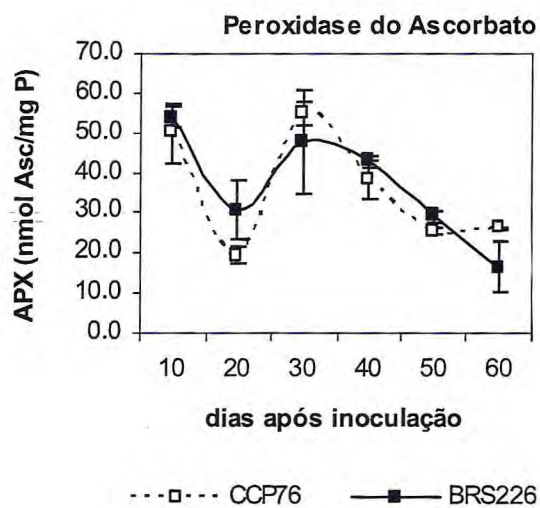 Peroxidase do Ascorbato
APX (nmol Asc/mg P)
70.0
60.0
50.0
40.0
30.0
20.0
10.0
0.0
10 20 30 40 50 60
dias após inoculação
CCP76 BRS226